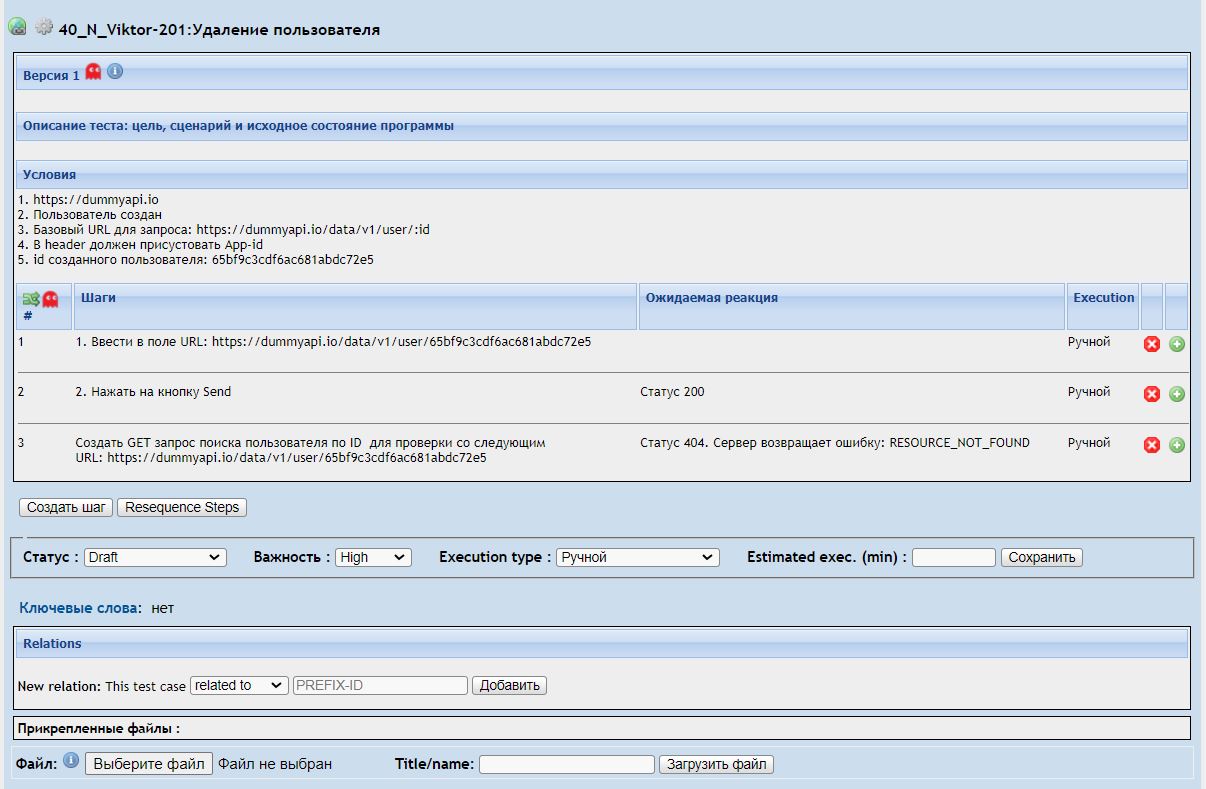 40_N_Viktor-201:Удаление пользователя
Версия 1
Описание теста: цель, сценарий и исходное состояние программы
Условия
1. https://dummyapi.io
2. Пользователь создан
3. Базовый URL для запроса: https://dummyapi.io/data/v1/user/:id
4. В header должен присустовать App-id
5. id созданного пользователя: 65bf9c3cdf6ac681abdc72e5
# Шаги Ожидаемая реакция Execution
1 1. Ввести в поле URL: https://dummyapi.io/data/v1/user/65bf9c3cdf6ac681abdc72e5 Ручной
2 2. Нажать на кнопку Send Статус 200 Ручной
3 Создать GET запрос поиска пользователя по ID для проверки со следующим Статус 404. Сервер возвращает ошибку: RESOURCE_NOT_FOUND Ручной
URL: https://dummyapi.io/data/v1/user/65bf9c3cdf6ac681abdc72e5
Создать шаг Resequence Steps
Статус : Draft Важность : High Execution type : Ручной Estimated exec. (min) : Сохранить
Ключевые слова: нет
Relations
New relation: This test case related to PREFIX-ID Добавить
Прикрепленные файлы :
Файл: Выберите файл Файл не выбран Title/name: Загрузить файл